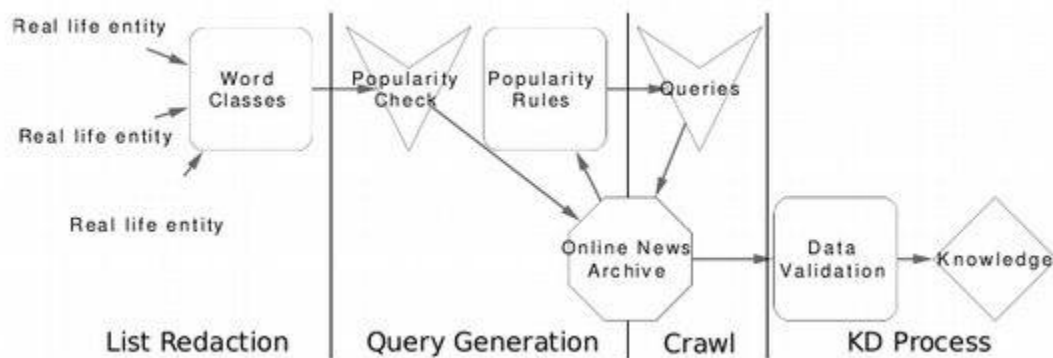 Real life entity
Real life entity
Real life entity
Word
Classes
Popularity
Check
Popularity
Rules
Queries
Online News
Archive
Data
Validation
Knowledge
List Redaction
Query Generation
Crawl
KD Process